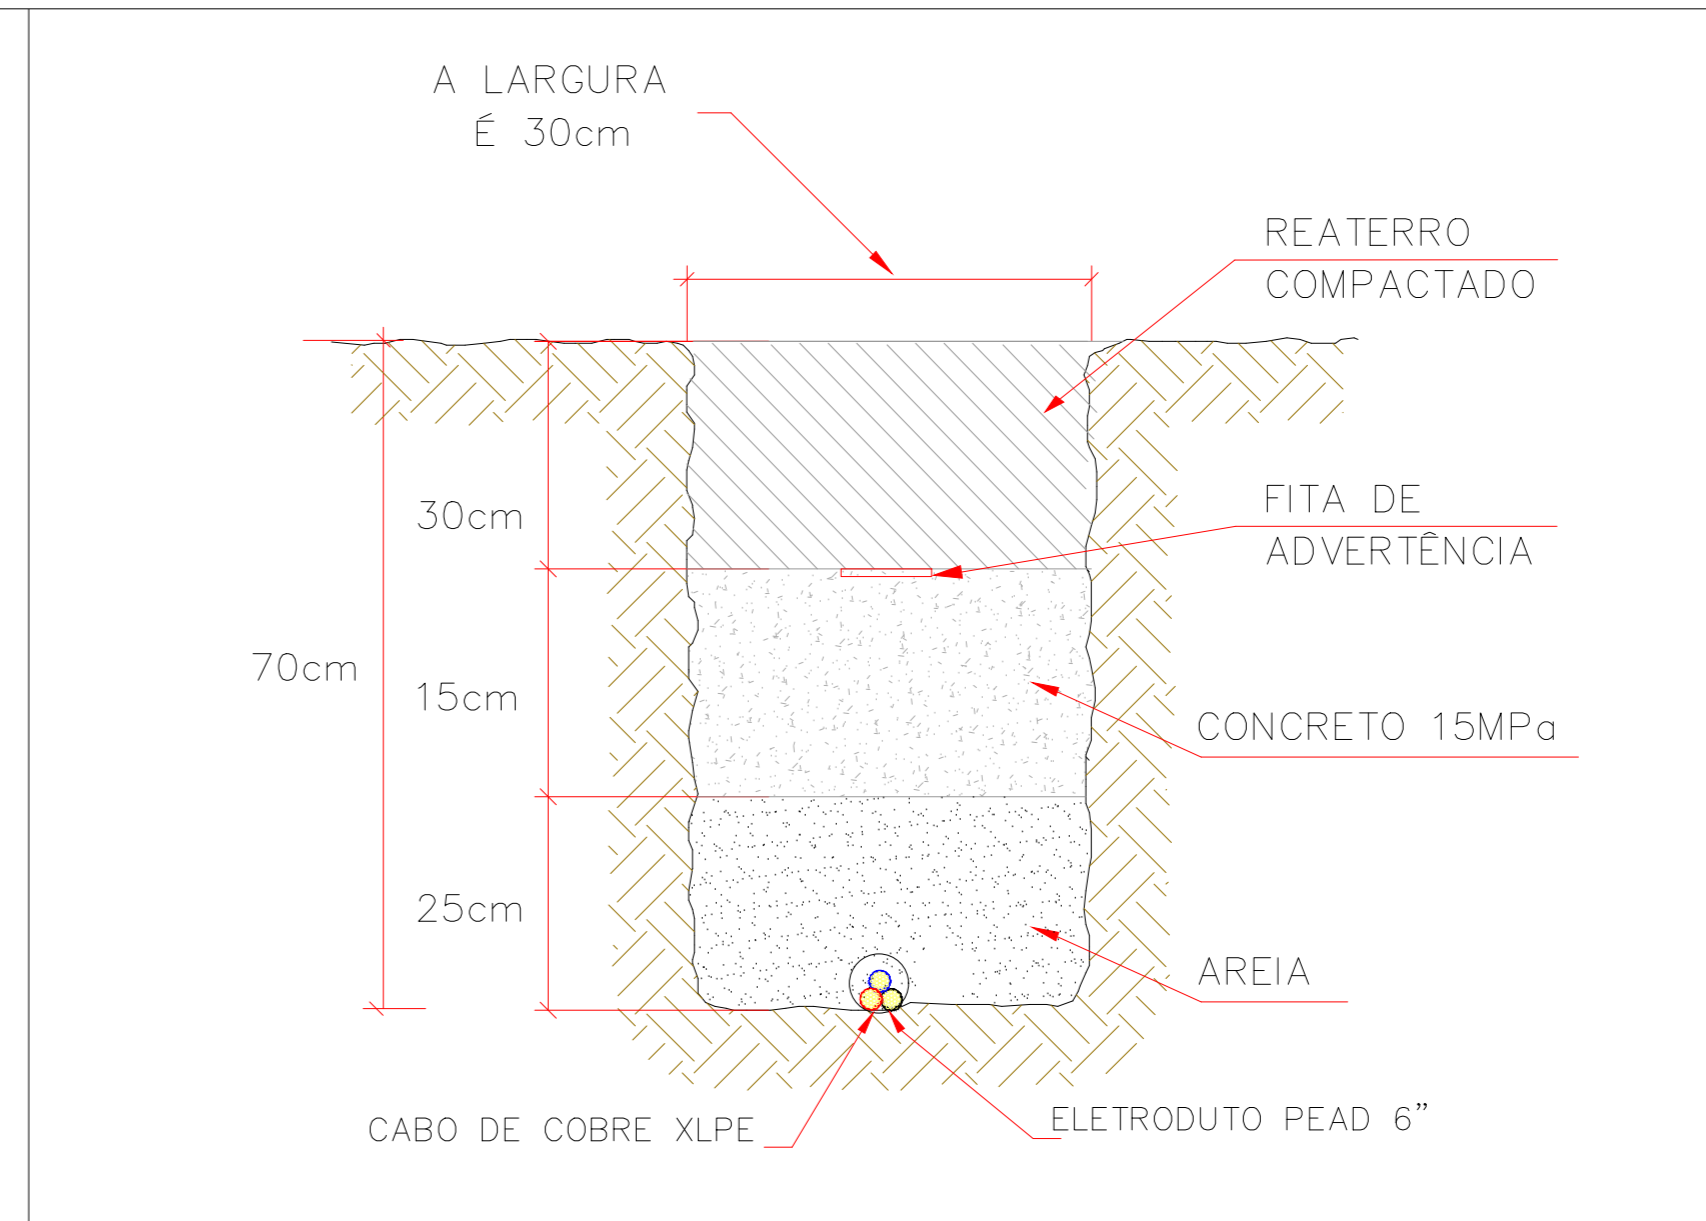 A LARGURA
É 30cm
REATERRO
COMPACTADO
30cm
FITA DE
ADVERTÊNCIA
70cm
15cm
CONCRETO 15MPa
25cm
AREIA
CABO DE COBRE XLPE
ELETRODUTO PEAD 6"